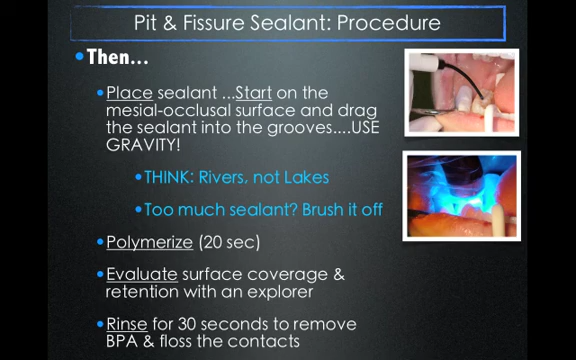 Pit & Fissure Sealant: Procedure
Then...
Place sealant ...Start on the
mesial-occlusal surface and drag
the sealant into the grooves....USE
GRAVITY!
THINK: Rivers, not Lakes
Too much sealant? Brush it off
Polymerize (20 sec)
Evaluate surface coverage &
retention with an explorer
Rinse for 30 seconds to remove
BPA & floss the contacts